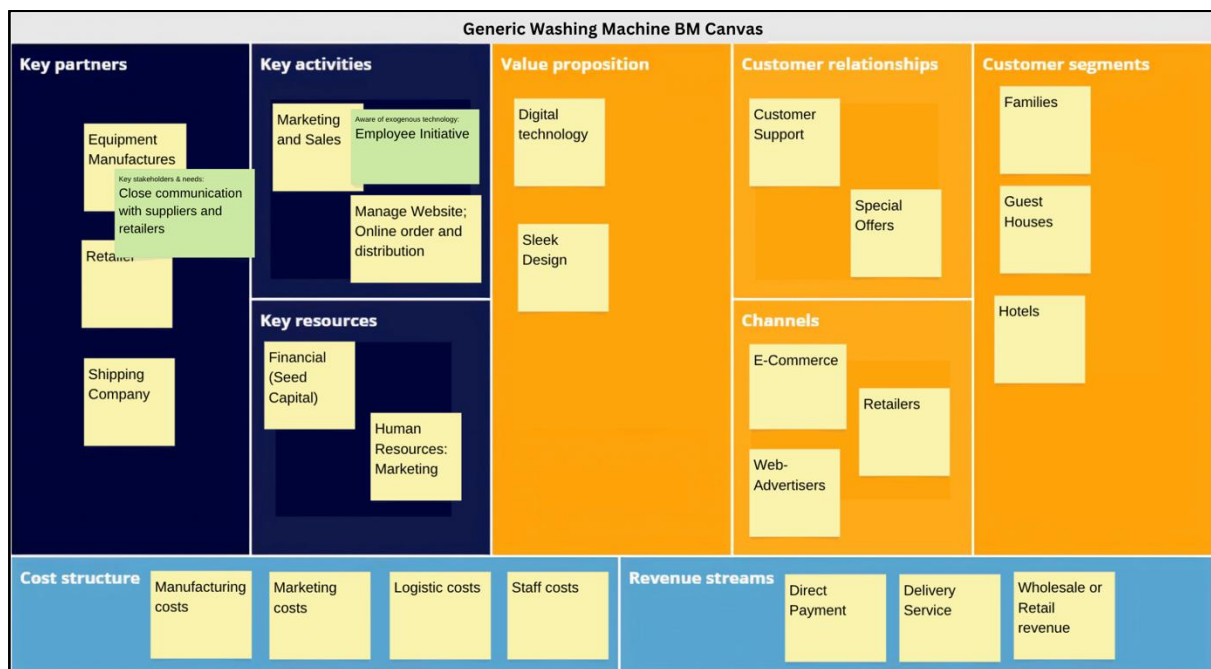 Generic Washing Machine BM Canvas
Key partners
Equipment
Manufactures
Key stakeholders & needs:
Close communication
with suppliers and
retailers
Retailer
Shipping
Company
Key activities
Marketing
and Sales
Aware of exogenous technology:
Employee Initiative
Manage Website;
Online order and
distribution
Key resources
Financial
(Seed
Capital)
Human
Resources:
Marketing
Value proposition
Digital
technology
Sleek
Design
Customer relationships
Customer
Support
Special
Offers
Channels
E-Commerce
Retailers
Web-
Advertisers
Customer segments
Families
Guest
Houses
Hotels
Cost structure
Manufacturing
costs
Marketing
costs
Logistic costs
Staff costs
Revenue streams
Direct
Payment
Delivery
Service
Wholesale or
Retail
revenue